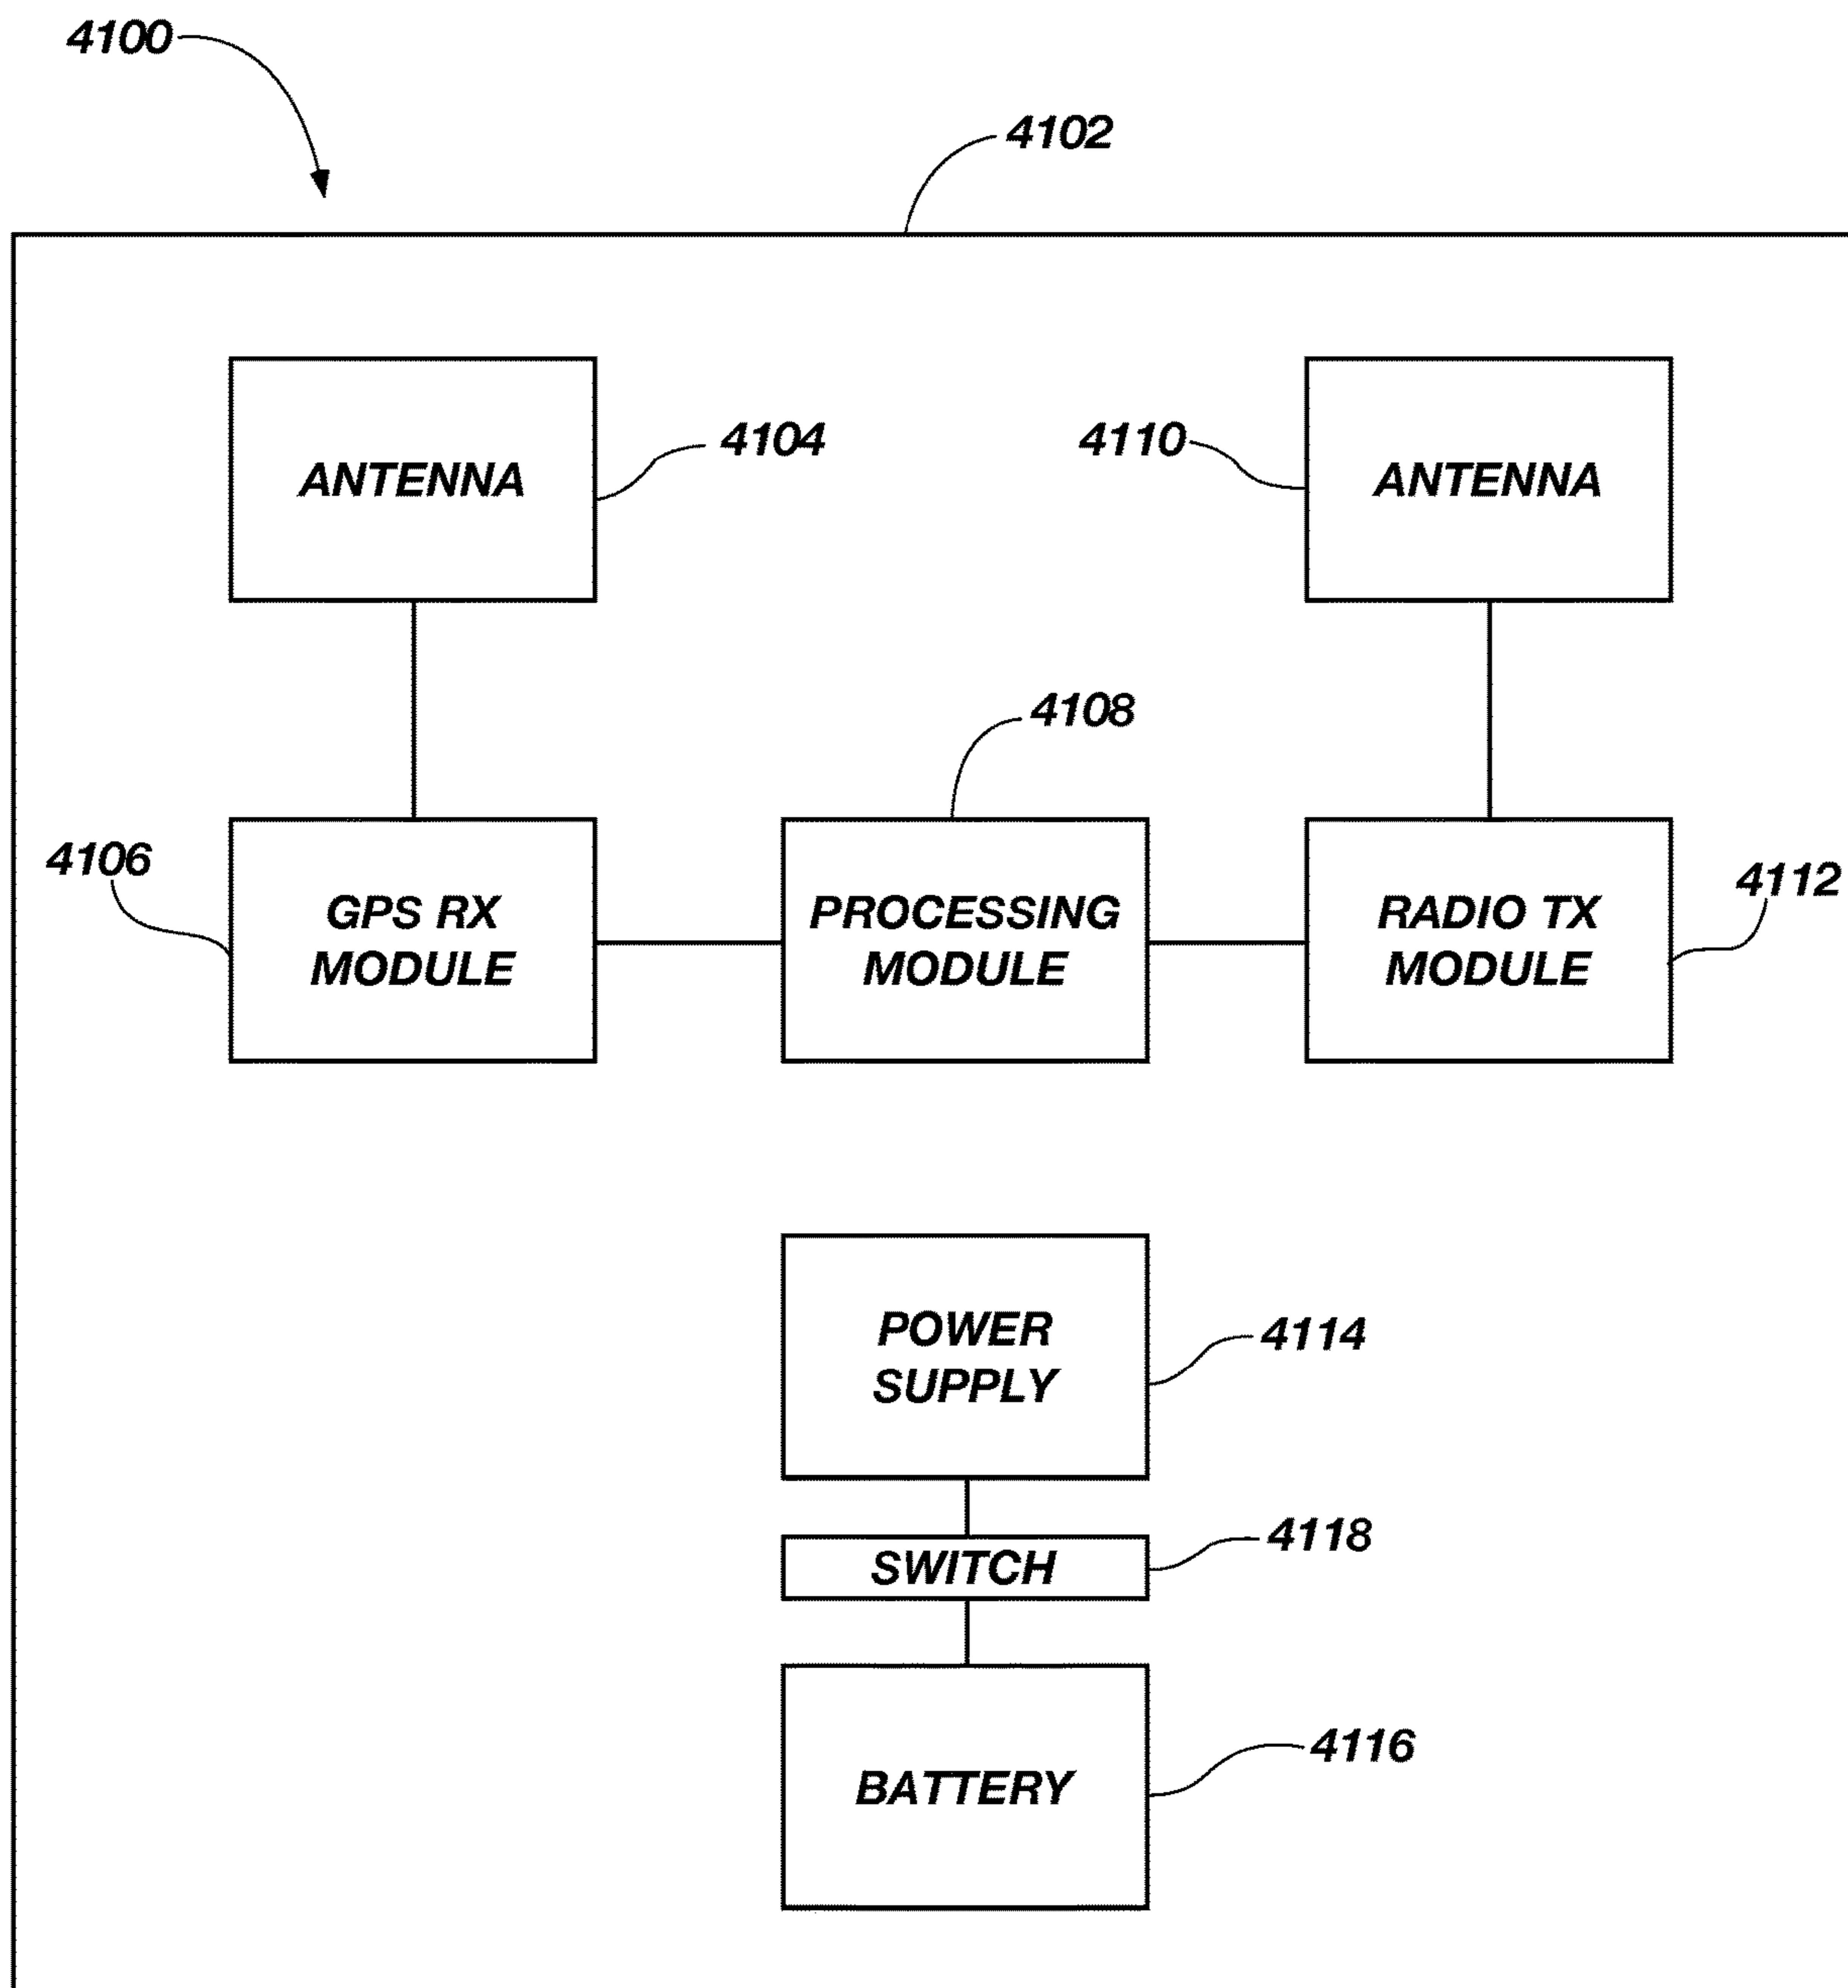 4100
4102
ANTENNA
4104
4110
ANTENNA
4108
4106
GPS RX
MODULE
PROCESSING
MODULE
RADIO TX
MODULE
4112
POWER
SUPPLY
4114
SWITCH
4118
BATTERY
4116